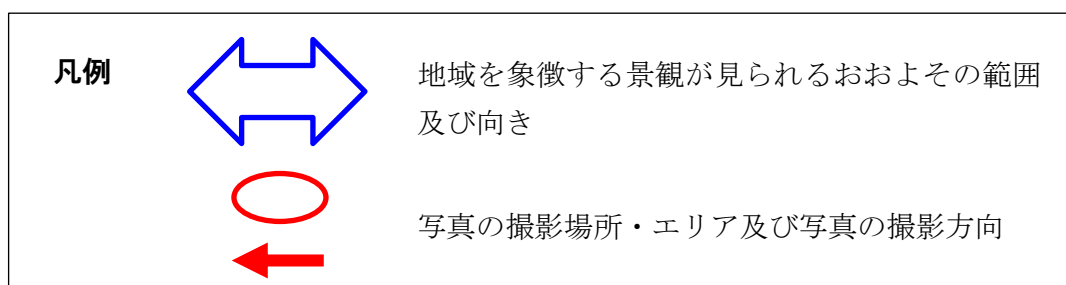 凡例
地域を象徴する景観が見られるおおよその範囲
及び向き
写真の撮影場所・エリア及び写真の撮影方向